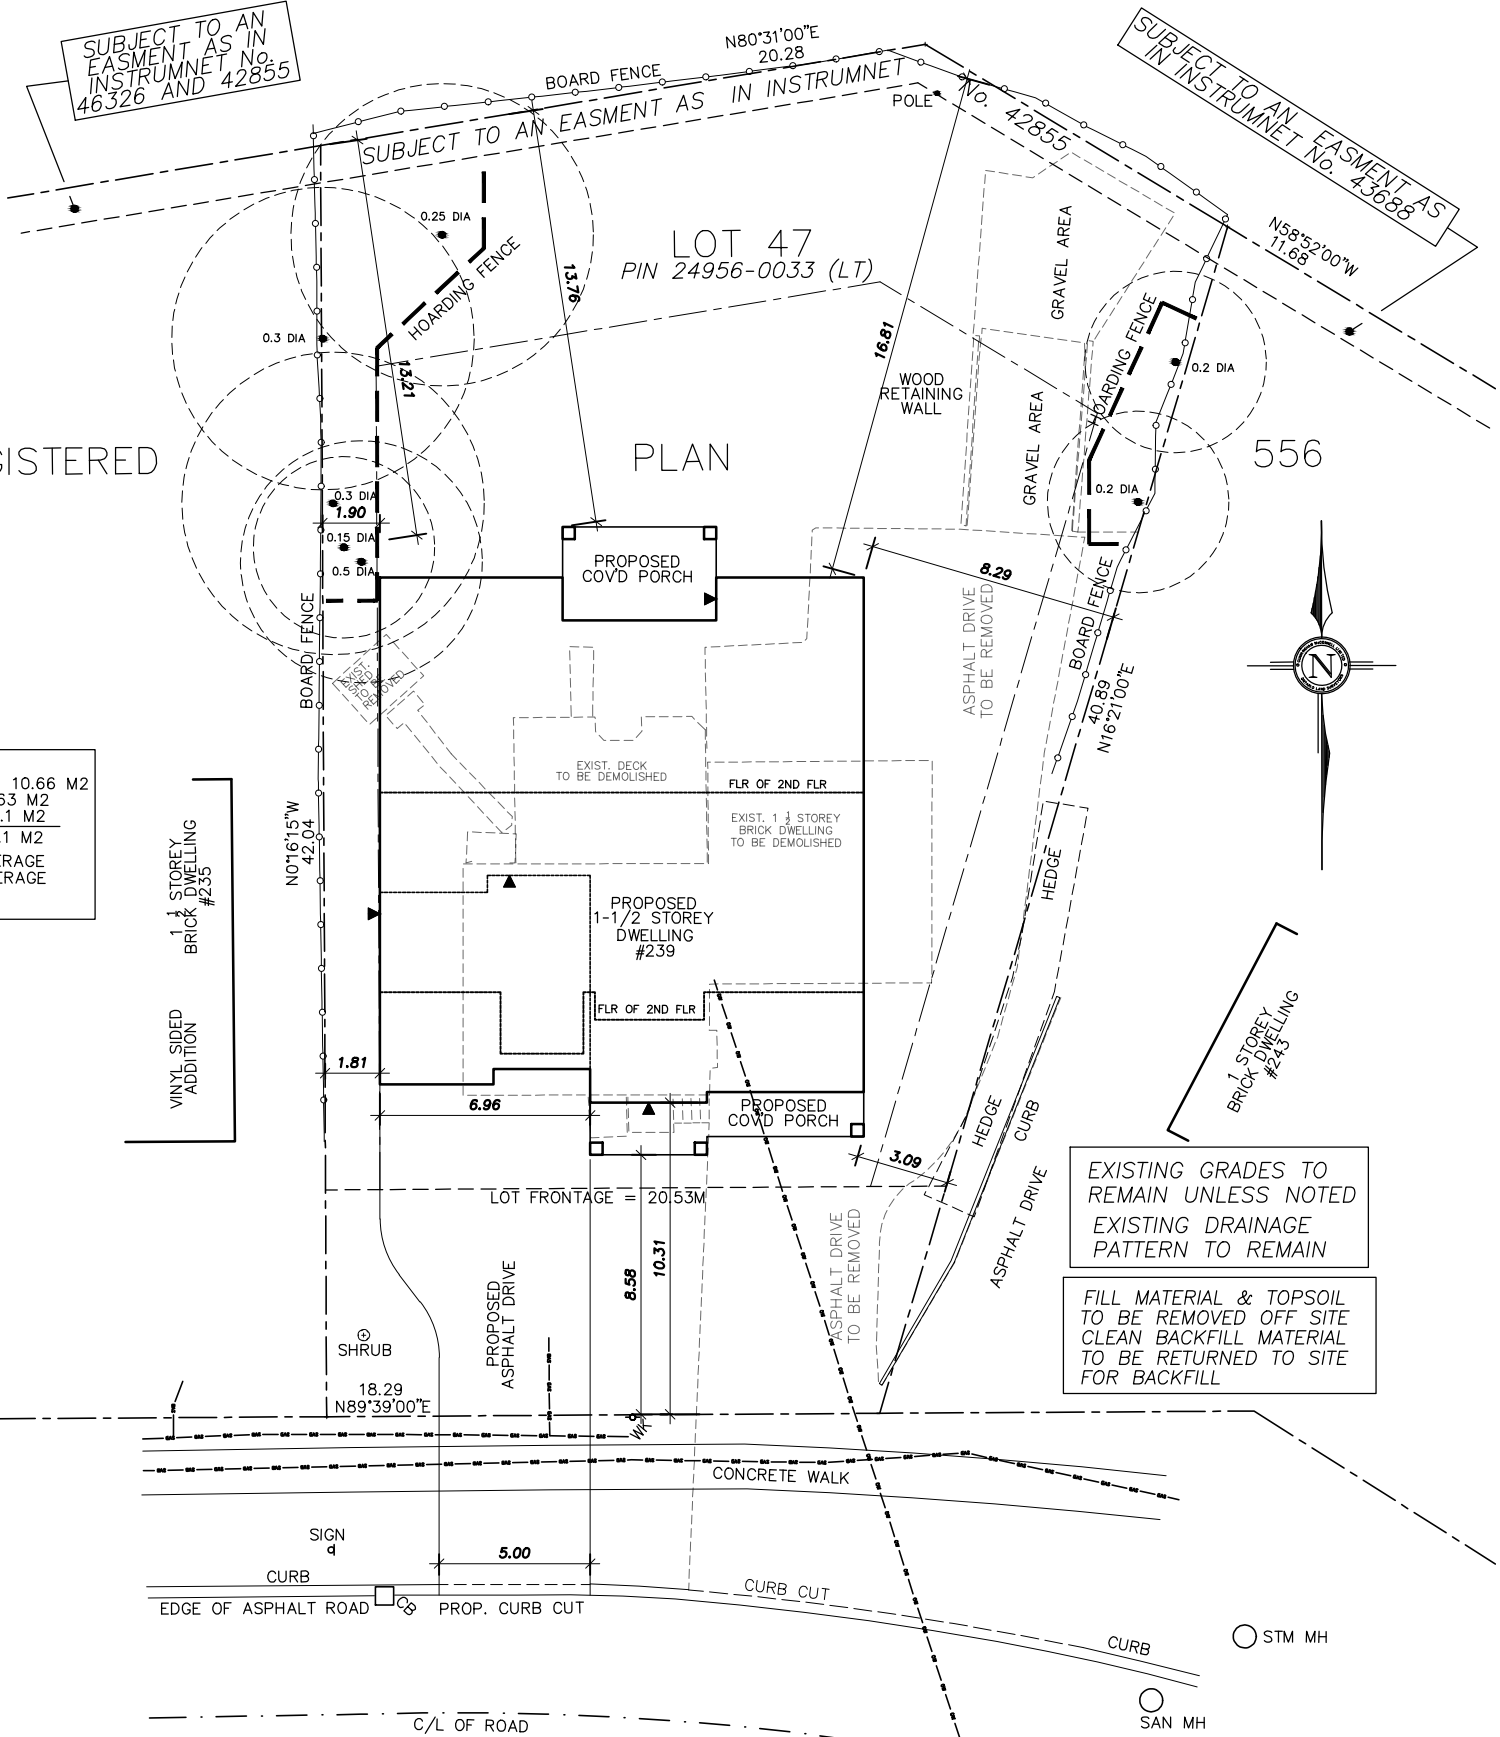 SUBJECT TO AN
EASMENT AS IN
INSTRUMNET No.
46326 AND 42855
N80°31'00"E
20.28
BOARD FENCE
SUBJECT TO AN EASMENT AS IN INSTRUMNET
No. 42855
POLE
SUBJECT TO AN EASMENT AS
IN INSTRUMNET No. 43688
N58°52'00"W
11.68
0.25 DIA
HOARDING FENCE
LOT 47
PIN 24956-0033 (LT)
13.76
13.21
16.81
GRAVEL AREA
0.3 DIA
WOOD
RETAINING
WALL
GRAVEL AREA
HOARDING FENCE
0.2 DIA
0.2 DIA
GISTERED
PLAN
556
0.3 DIA
1.90
0.15 DIA
0.5 DIA
PROPOSED
COV'D PORCH
8.29
ASPHALT DRIVE
TO BE REMOVED
BOARD FENCE
BOARD FENCE
40.89
N16°21'00"E
N
EXIST.
SHED
TO BE
REMOVED
EXIST. DECK
TO BE DEMOLISHED
FLR OF 2ND FLR
EXIST. 1 1/2 STOREY
BRICK DWELLING
TO BE DEMOLISHED
10.66 M2
63 M2
.1 M2
.1 M2
ERAGE
ERAGE
1 1/2 STOREY
BRICK DWELLING
#235
N0°16'15"W
42.04
HEDGE
PROPOSED
1-1/2 STOREY
DWELLING
#239
FLR OF 2ND FLR
VINYL SIDED
ADDITION
1.81
6.96
PROPOSED
COV'D PORCH
HEDGE
CURB
1 STOREY
BRICK DWELLING
#243
3.09
LOT FRONTAGE = 20.53M
ASPHALT DRIVE
EXISTING GRADES TO
REMAIN UNLESS NOTED
EXISTING DRAINAGE
PATTERN TO REMAIN
8.58
10.31
ASPHALT DRIVE
TO BE REMOVED
PROPOSED
ASPHALT DRIVE
FILL MATERIAL & TOPSOIL
TO BE REMOVED OFF SITE
CLEAN BACKFILL MATERIAL
TO BE RETURNED TO SITE
FOR BACKFILL
SHRUB
18.29
N89°39'00"E
WK
CONCRETE WALK
SIGN
5.00
CURB
CURB CUT
EDGE OF ASPHALT ROAD
CB
PROP. CURB CUT
CURB
STM MH
SAN MH
C/L OF ROAD